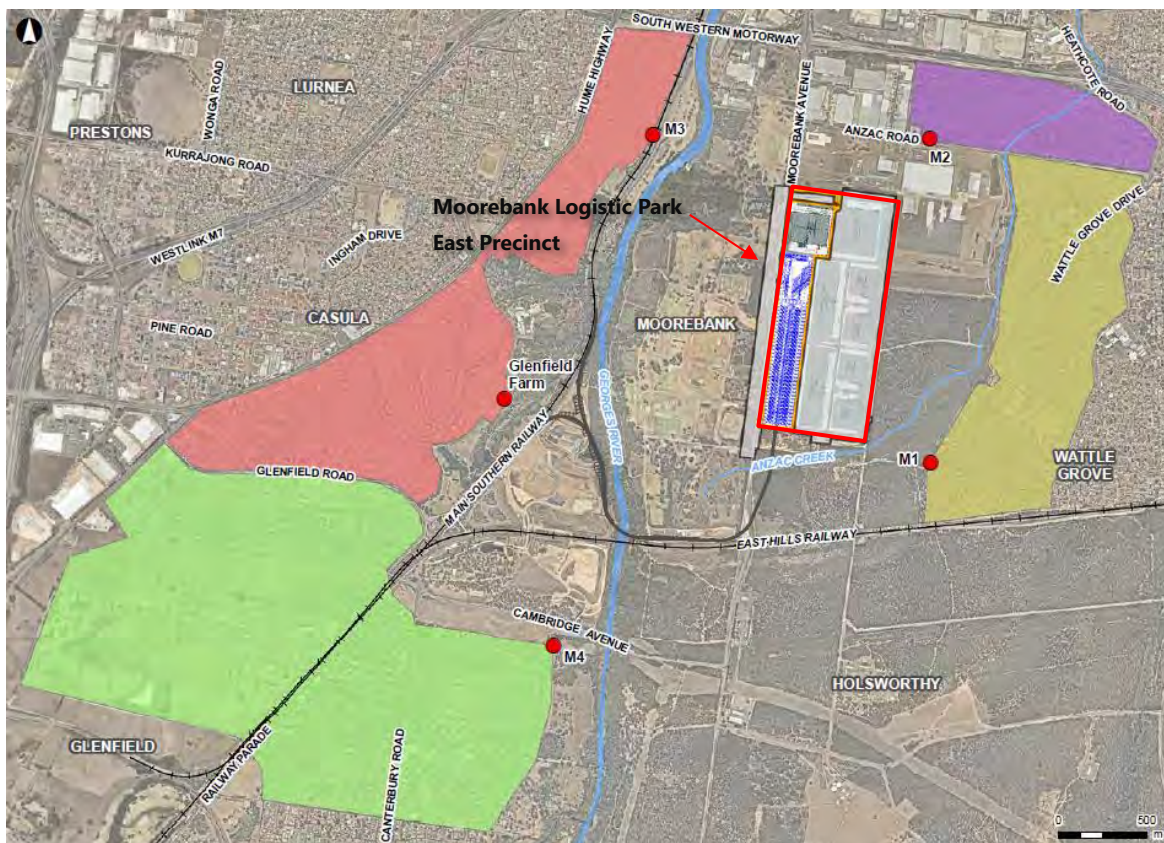 SOUTH WESTERN MOTORWAY
HEATHCOTE ROAD
HUME HIGHWAY
MOOREBANK AVENUE
WONGA ROAD
LURNEA
PRESTONS
KURRAJONG ROAD
M3
ANZAC ROAD
M2
WATTLE GROVE DRIVE
Moorebank Logistic Park
East Precinct
WESTLINK M7
INGHAM DRIVE
PINE ROAD
CASULA
MOOREBANK
Glenfield
Farm
GEORGES RIVER
MAIN SOUTHERN RAILWAY
GLENFIELD ROAD
ANZAC CREEK
M1
WATTLE
GROVE
EAST HILLS RAILWAY
CAMBRIDGE AVENUE
M4
HOLSWORTHY
GLENFIELD
RAILWAY PARADE
CANTERBURY ROAD
0 500
m